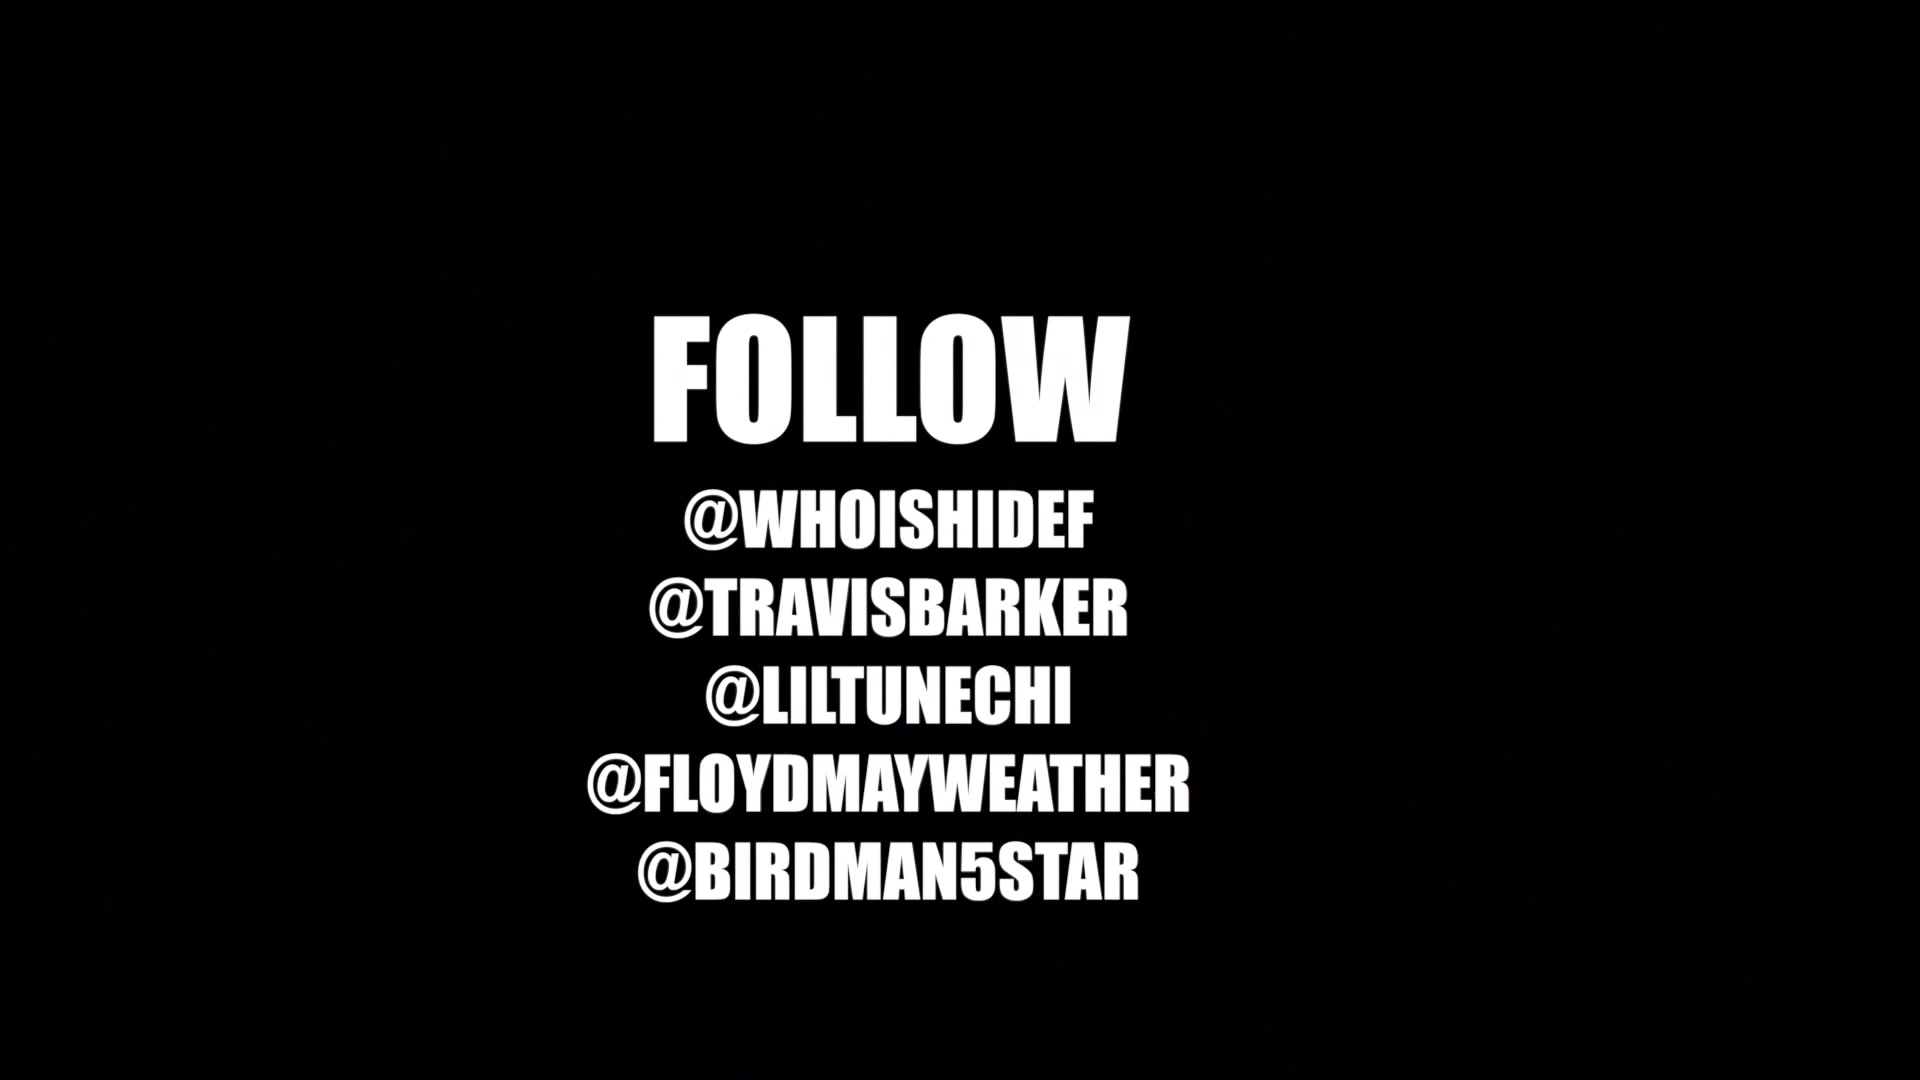 FOLLOW
@WHOISHIDEF
@TRAVISBARKER
@LILTUNECHI
@FLOYDMAYWEATHER
@BIRDMAN5STAR